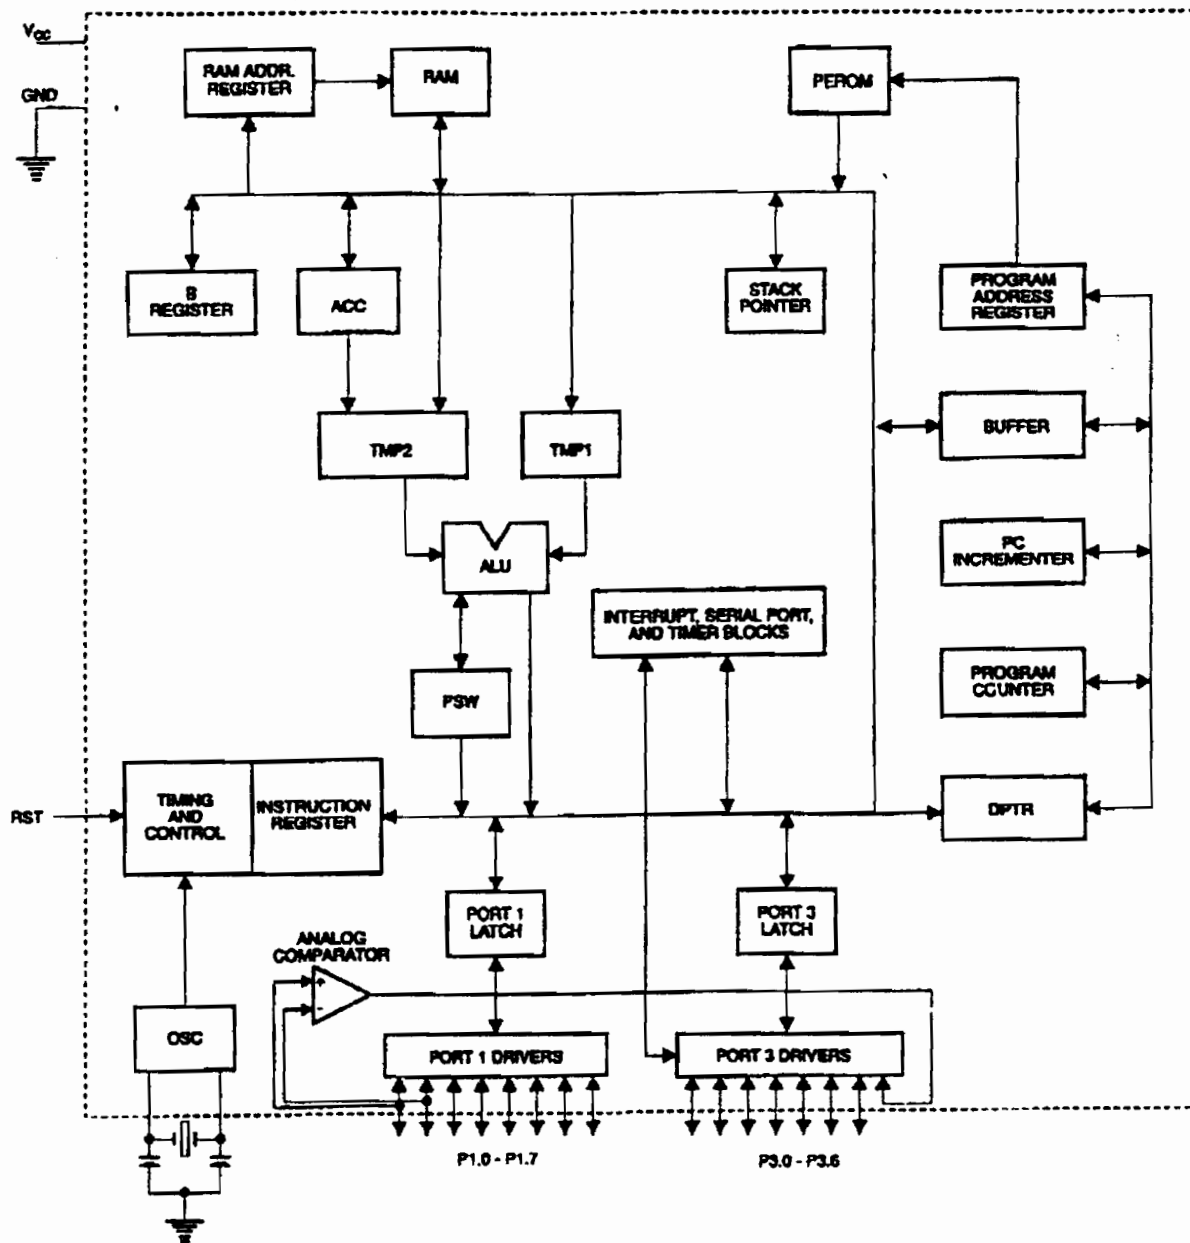 VCC
GND
RAM ADDR.
REGISTER
RAM
PEROM
B
REGISTER
ACC
STACK
POINTER
PROGRAM
ADDRESS
REGISTER
TMP2
TMP1
BUFFER
ALU
PC
INCREMENTER
INTERRUPT, SERIAL PORT,
AND TIMER BLOCKS
PSW
PROGRAM
COUNTER
RST
TIMING
AND
CONTROL
INSTRUCTION
REGISTER
DPTR
PORT 1
LATCH
PORT 3
LATCH
ANALOG
COMPARATOR
+
-
OSC
PORT 1 DRIVERS
PORT 3 DRIVERS
P1.0 - P1.7
P3.0 - P3.6